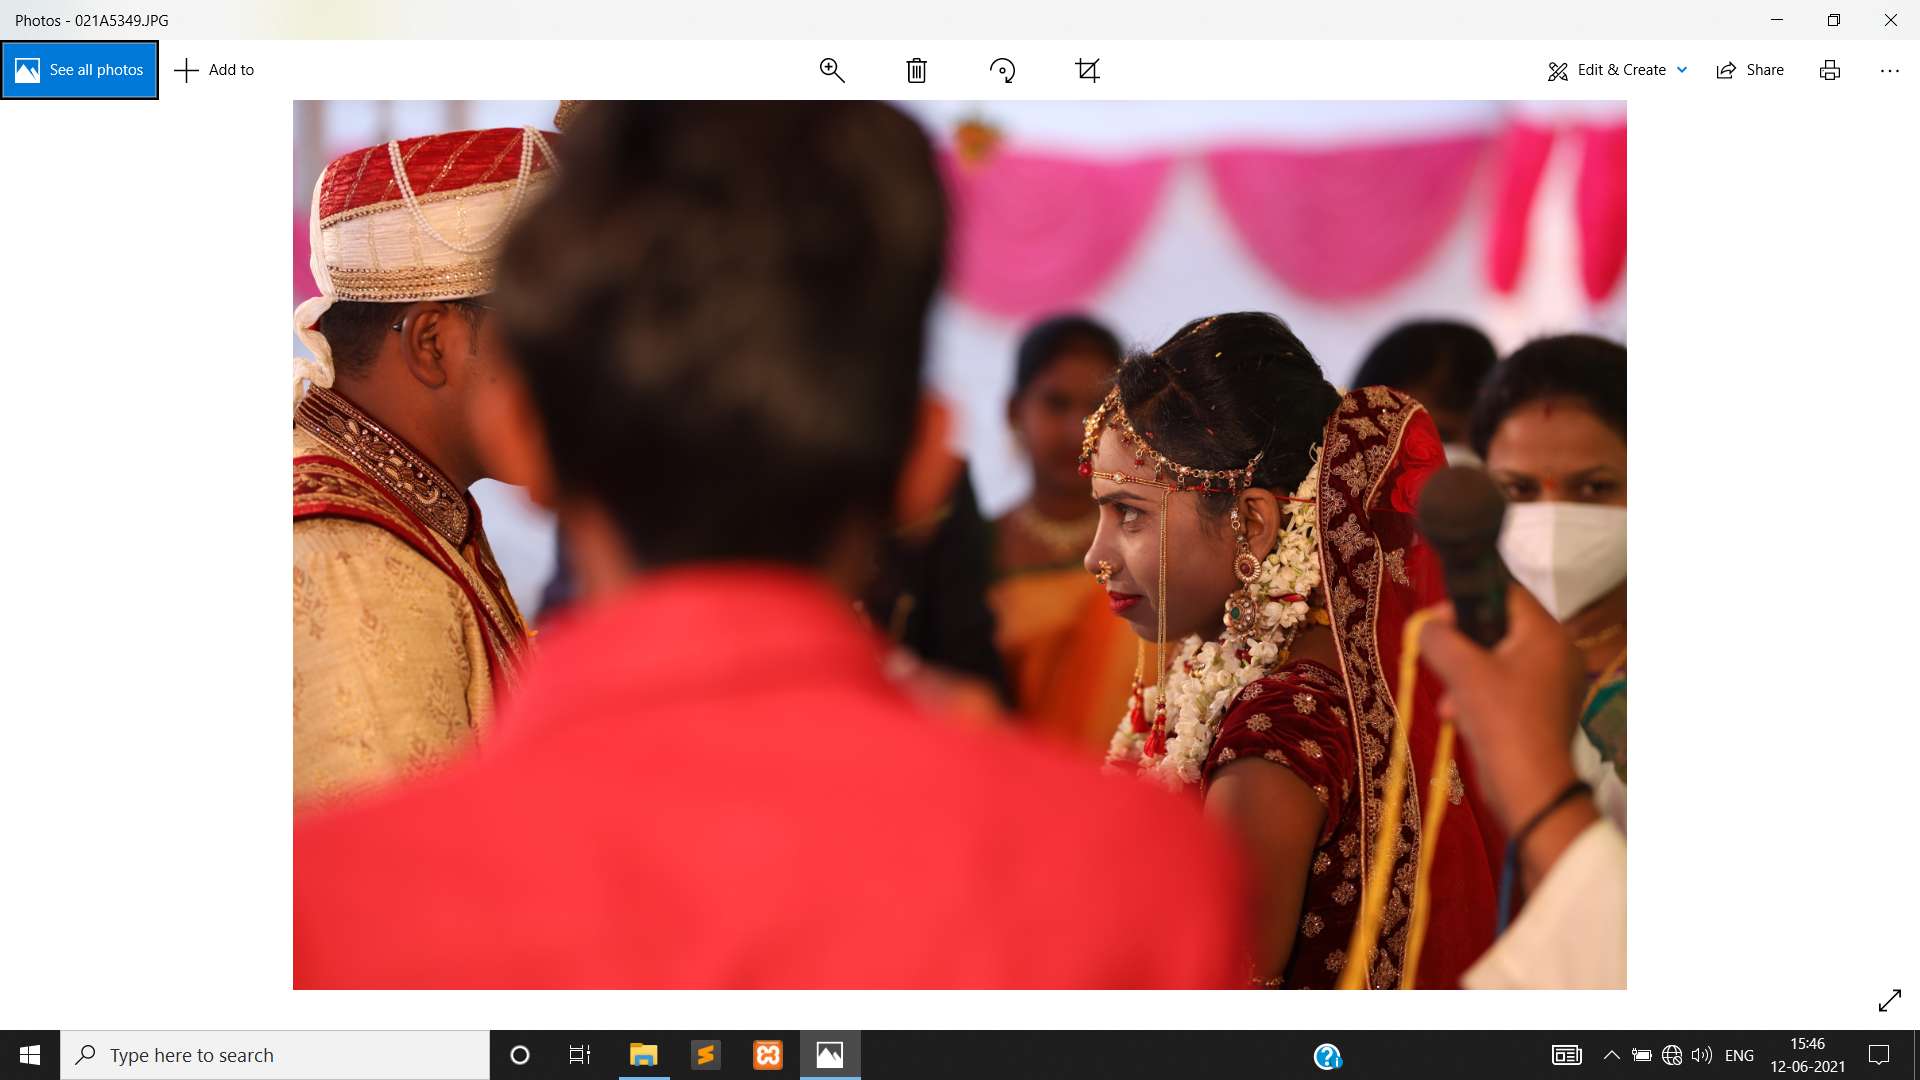 Photos - 021A5349.JPG
See all photos
Add to
Edit & Create
Share
Type here to search
ENG
15:46
12-06-2021